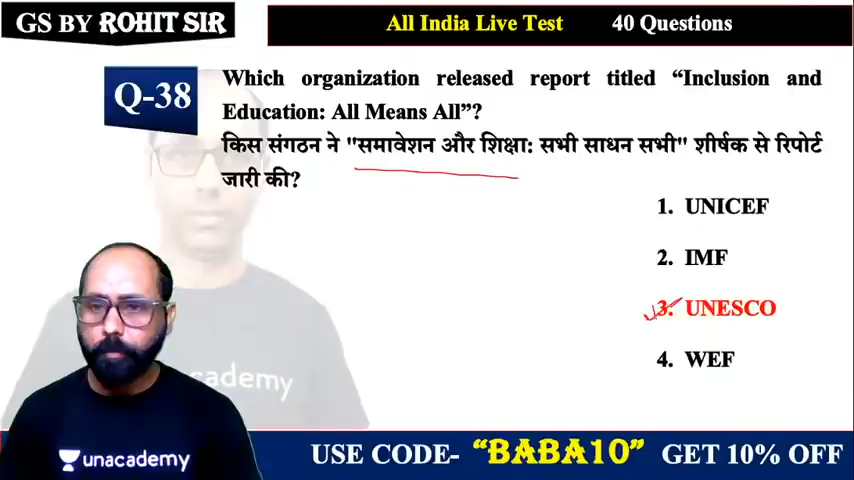 GS BY ROHIT SIR
All India Live Test 40 Questions
Q-38
Which organization released report titled “Inclusion and
Education: All Means All”?
किस संगठन ने "समावेशन और शिक्षा: सभी साधन सभी" शीर्षक से रिपोर्ट
जारी की?
1. UNICEF
2. IMF
3. UNESCO
4. WEF
cademy
unacademy
USE CODE- “BABA10” GET 10% OFF